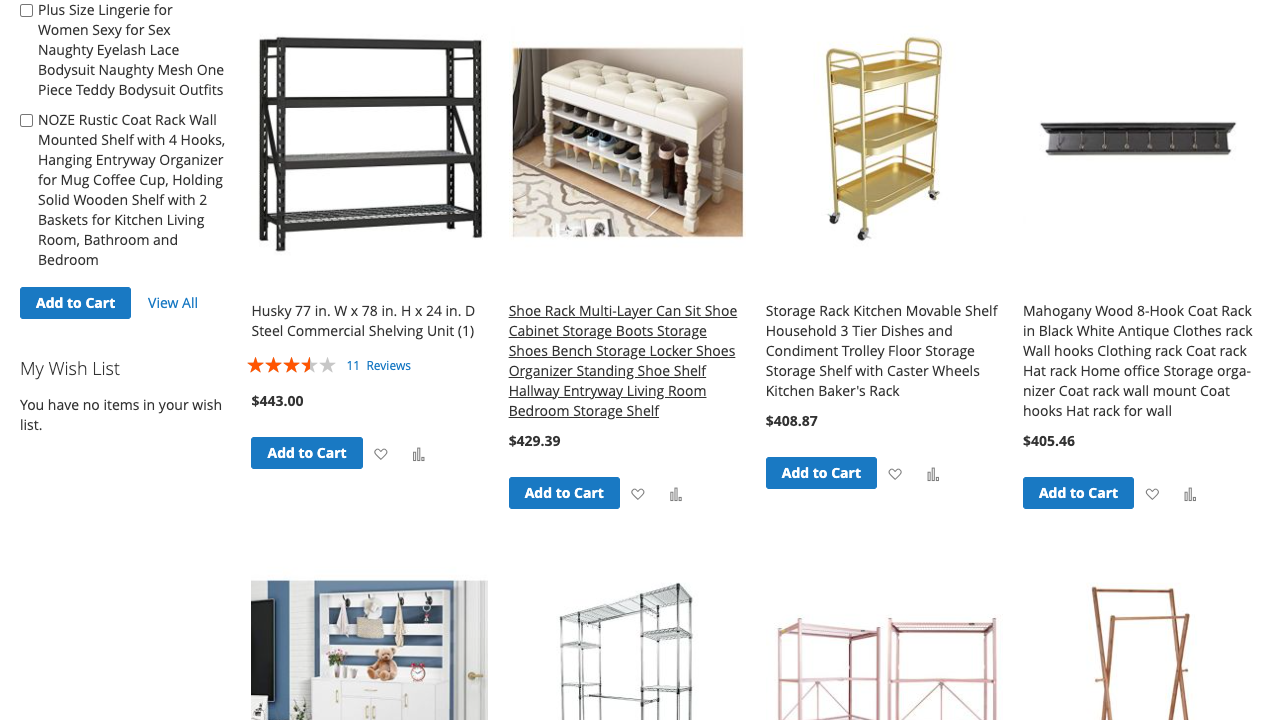 Plus Size Lingerie for
Women Sexy for Sex
Naughty Eyelash Lace
Bodysuit Naughty Mesh One
Piece Teddy Bodysuit Outfits
NOZE Rustic Coat Rack Wall
Mounted Shelf with 4 Hooks,
Hanging Entryway Organizer
for Mug Coffee Cup, Holding
Solid Wooden Shelf with 2
Baskets for Kitchen Living
Room, Bathroom and
Bedroom
Add to Cart View All
My Wish List
You have no items in your wish
list.
Husky 77 in. W x 78 in. H x 24 in. D
Steel Commercial Shelving Unit (1)
11 Reviews
$443.00
Add to Cart
Shoe Rack Multi-Layer Can Sit Shoe
Cabinet Storage Boots Storage
Shoes Bench Storage Locker Shoes
Organizer Standing Shoe Shelf
Hallway Entryway Living Room
Bedroom Storage Shelf
$429.39
Add to Cart
Storage Rack Kitchen Movable Shelf
Household 3 Tier Dishes and
Condiment Trolley Floor Storage
Storage Shelf with Caster Wheels
Kitchen Baker's Rack
$408.87
Add to Cart
Mahogany Wood 8-Hook Coat Rack
in Black White Antique Clothes rack
Wall hooks Clothing rack Coat rack
Hat rack Home office Storage orga-
nizer Coat rack wall mount Coat
hooks Hat rack for wall
$405.46
Add to Cart